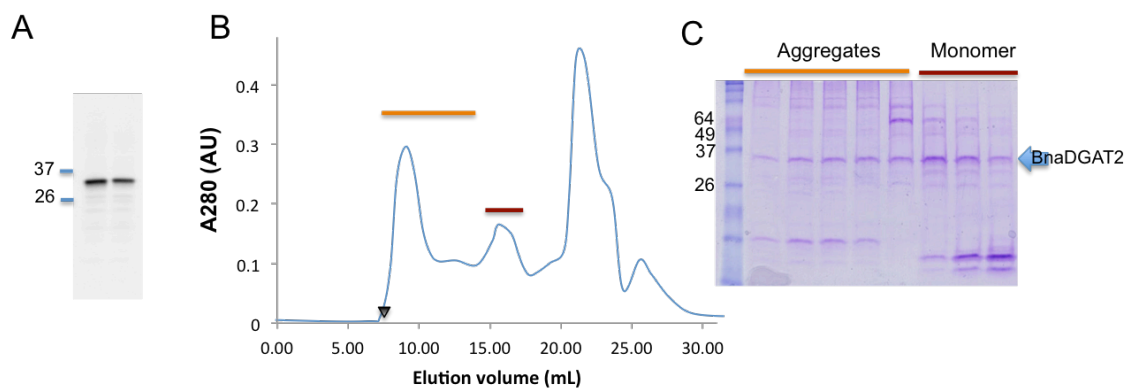 A
37
26
B
A280 (AU)
0.4
0.3
0.2
0.1
0
0.00 5.00 10.00 15.00 20.00 25.00 30.00
Elution volume (mL)
C
Aggregates Monomer
64
49
37
26
BnaDGAT2